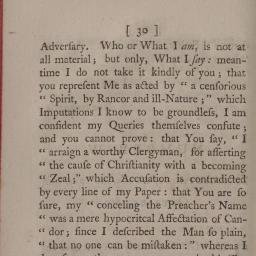 [ 30 ]
Adversary. Who or What I am, is not at
all material; but only, What I say: mean-
time I do not take it kindly of you; that
you represent Me as acted by “ a censorious
“ Spirit, by Rancor and ill-Nature;” which
Imputations I know to be groundless, I am
confident my Queries themselves confute;
and you cannot prove: that You say, “ I
“ arraign a worthy Clergyman, for asserting
“ the cause of Christianity with a becoming
“ Zeal;” which Accusation is contradicted
by every line of my Paper: that You are so
sure, my “ conceling the Preacher's Name
“ was a mere hypocritcal Affectation of Can-
“ dor; since I described the Man so plain,
“ that no one can be mistaken:” whereas I